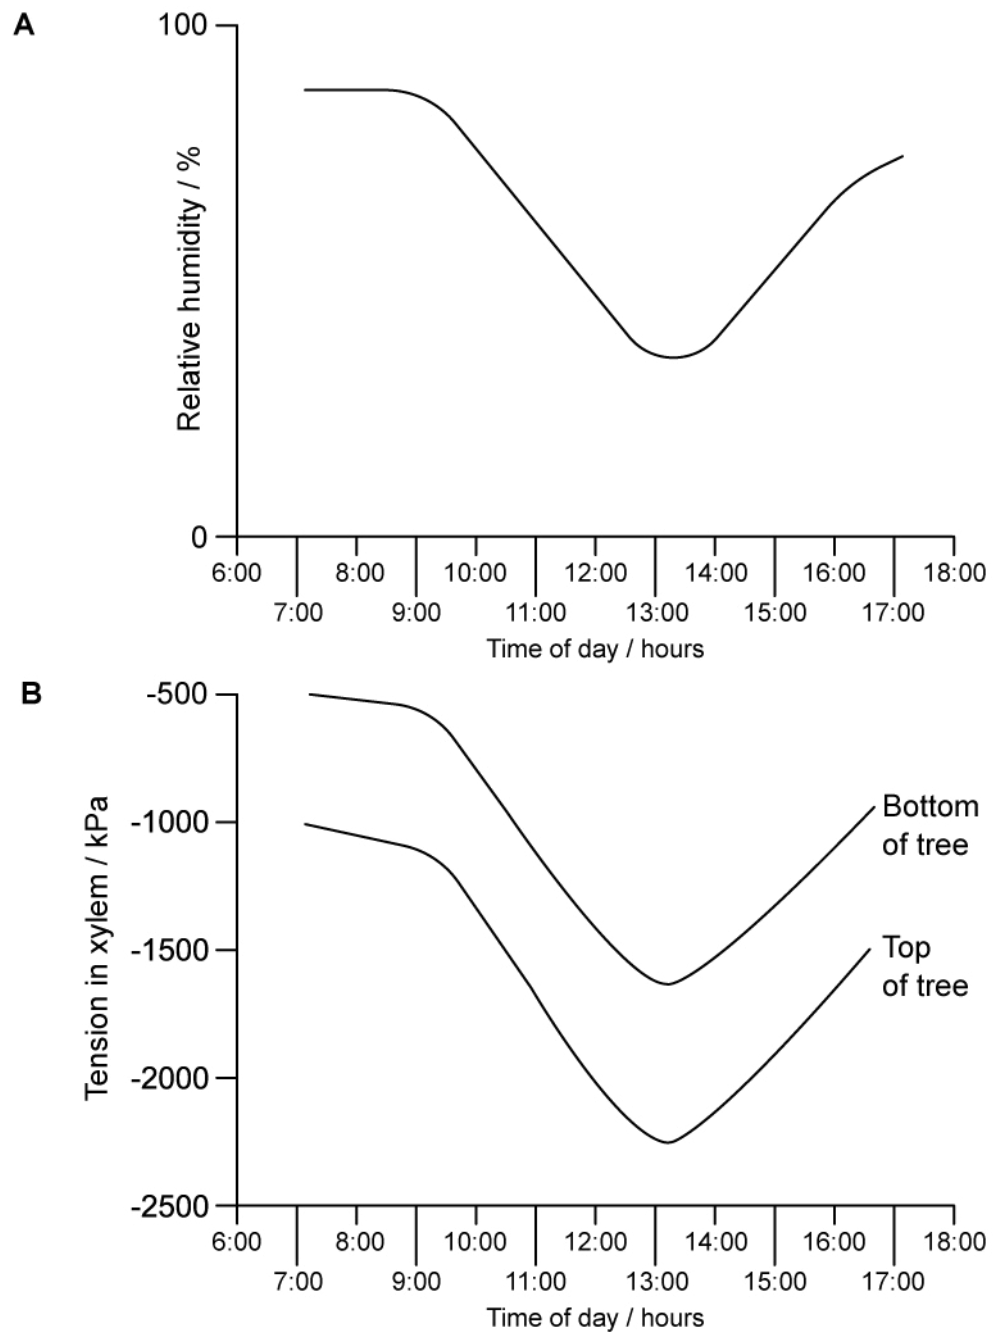 A
100
Relative humidity / %
0
6:00 8:00 10:00 12:00 14:00 16:00 18:00
7:00 9:00 11:00 13:00 15:00 17:00
Time of day / hours
B
-500
-1000
-1500
-2000
-2500
Tension in xylem / kPa
Bottom
of tree
Top
of tree
6:00 8:00 10:00 12:00 14:00 16:00 18:00
7:00 9:00 11:00 13:00 15:00 17:00
Time of day / hours